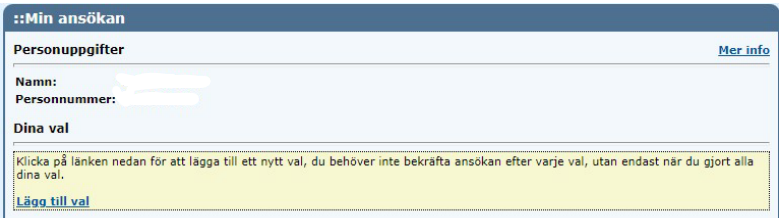 ::Min ansökan
Personuppgifter Mer info
Namn:
Personnummer:
Dina val
Klicka på länken nedan för att lägga till ett nytt val, du behöver inte bekräfta ansökan efter varje val, utan endast när du gjort alla
dina val.
Lägg till val